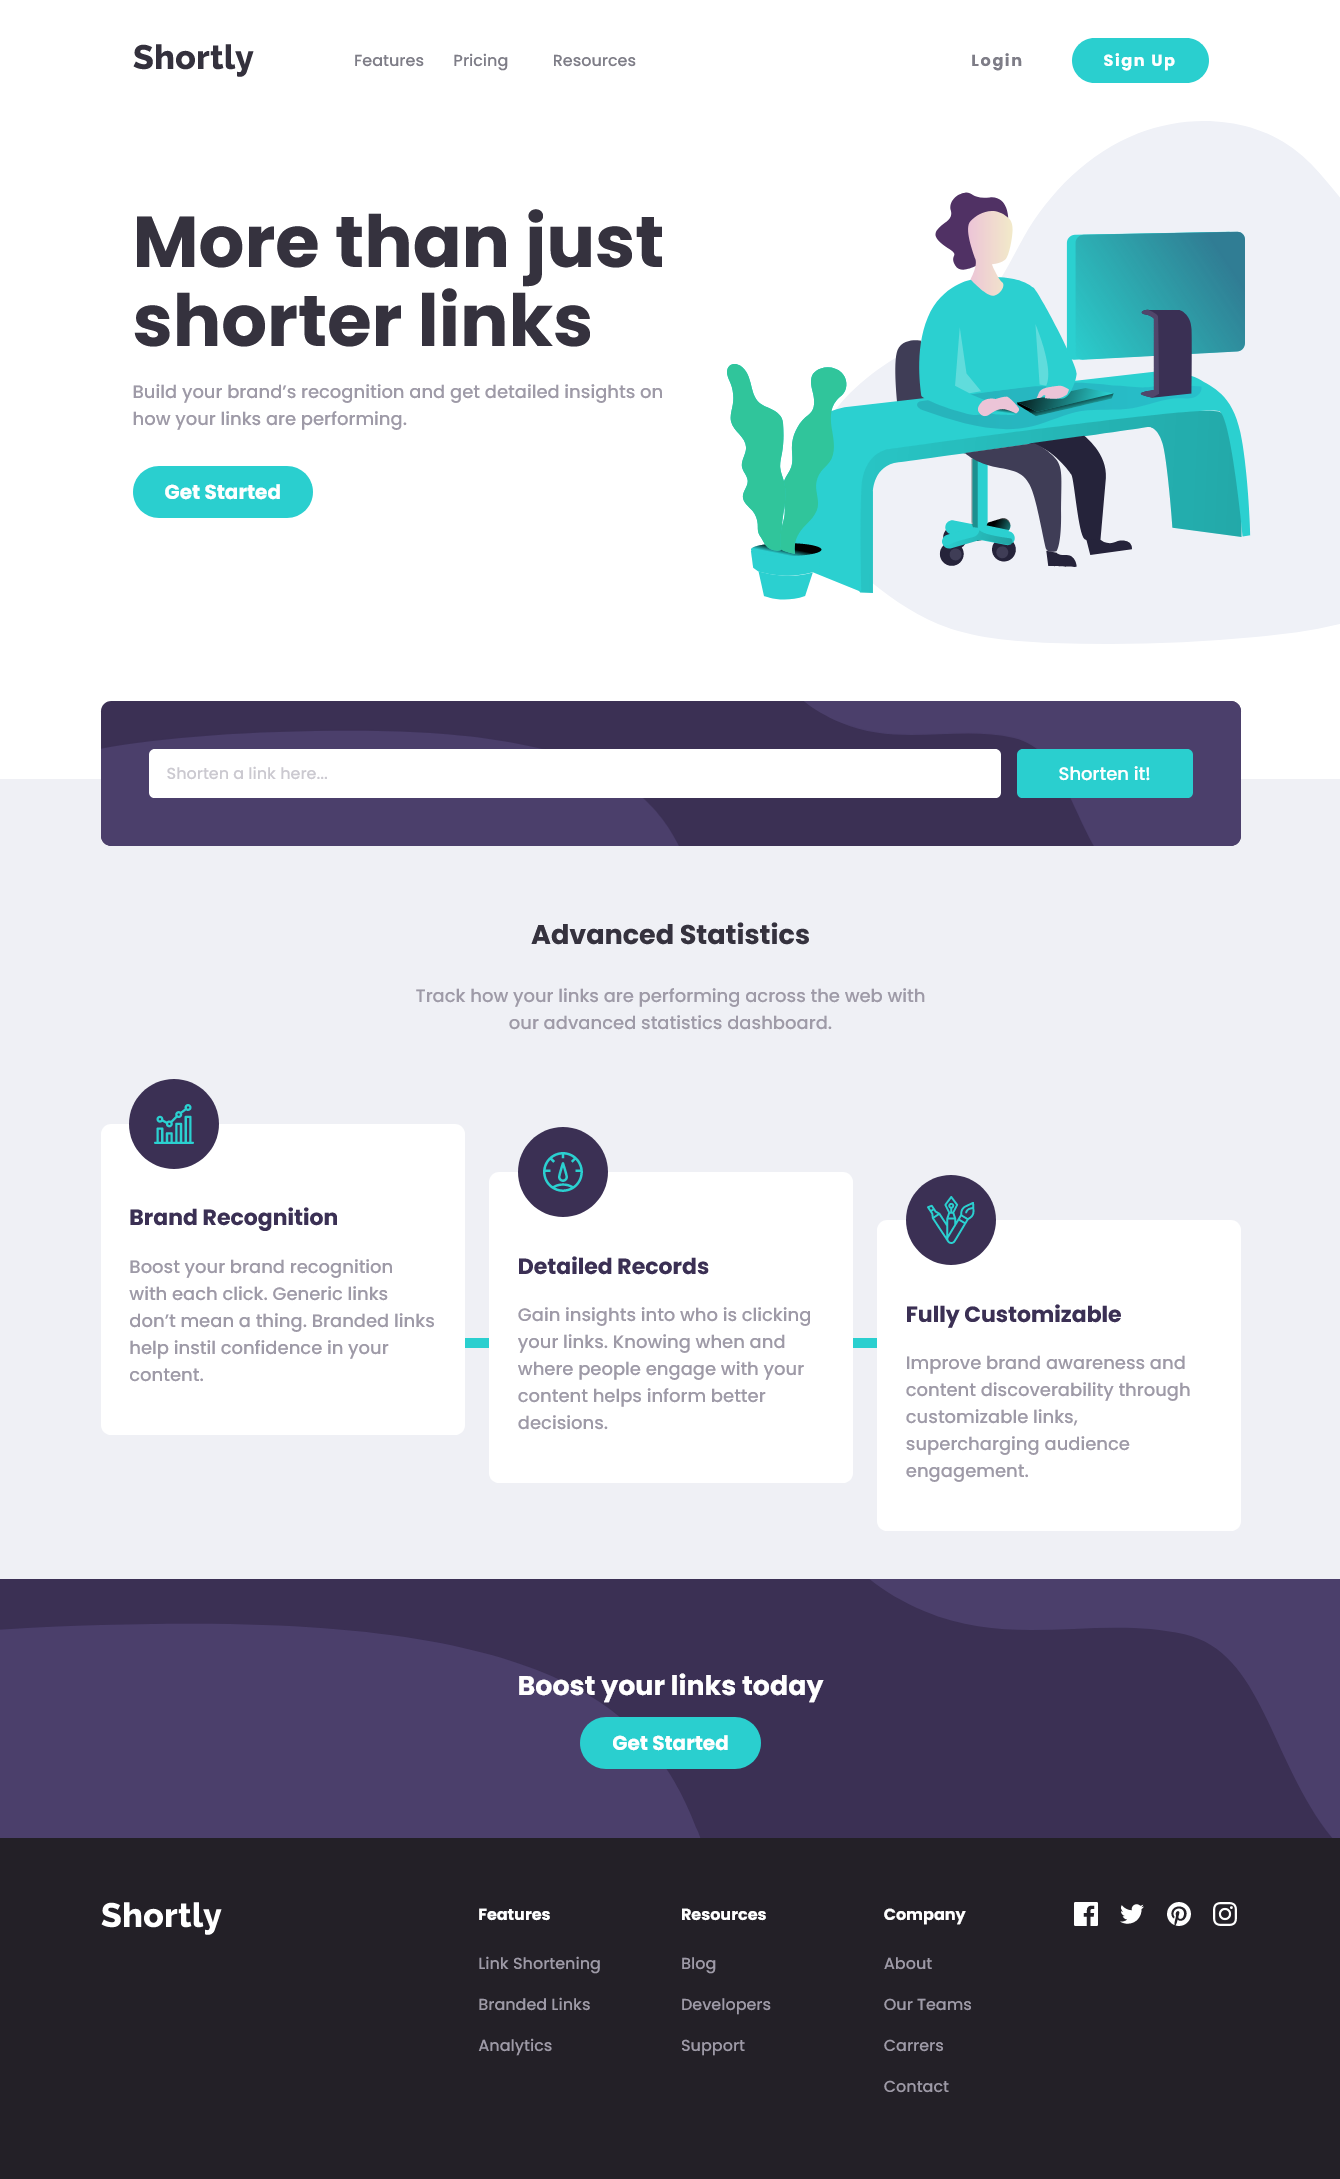 Shortly
Features
Pricing
Resources
Login
Sign Up
More than just
shorter links
Build your brand’s recognition and get detailed insights on
how your links are performing.
Get Started
Shorten a link here...
Shorten it!
Advanced Statistics
Track how your links are performing across the web with
our advanced statistics dashboard.
Brand Recognition
Boost your brand recognition
with each click. Generic links
don’t mean a thing. Branded links
help instil confidence in your
content.
Detailed Records
Gain insights into who is clicking
your links. Knowing when and
where people engage with your
content helps inform better
decisions.
Fully Customizable
Improve brand awareness and
content discoverability through
customizable links,
supercharging audience
engagement.
Boost your links today
Get Started
Shortly
Features
Link Shortening
Branded Links
Analytics
Resources
Blog
Developers
Support
Company
About
Our Teams
Carrers
Contact